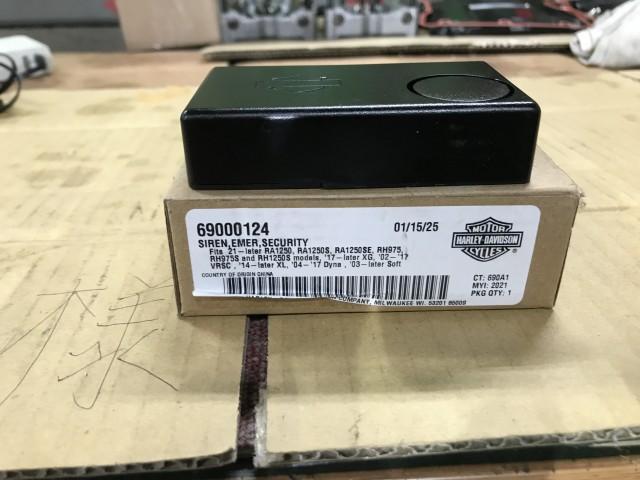 69000124 01/15/25
SIREN,EMER,SECURITY
Fits '21-later RA1250, RA1250S, RA1250SE, RH975,
RH975S and RH1250S models, '17-later XG, '02-'17
VRSC, '14-later XL, '04-'17 Dyna, '03-later Soft
COUNTRY OF ORIGIN CHINA
COMPANY, MILWAUKEE WI. 53201 65009
MOTOR
HARLEY-DAVIDSON
CYCLES
®
CT: 690A1
MYI: 2021
PKG QTY: 1